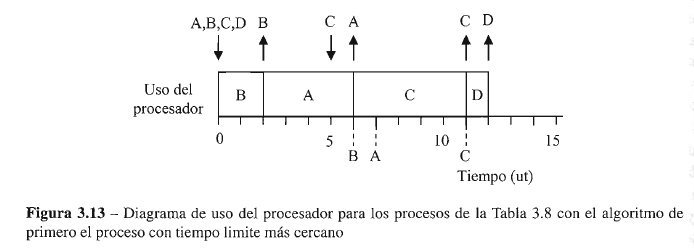 A,B,C,D B C A C D
Uso del
procesador
B A C D
0 5 10 15
B A C
Tiempo (ut)
Figura 3.13 – Diagrama de uso del procesador para los procesos de la Tabla 3.8 con el algoritmo de
primero el proceso con tiempo limite más cercano